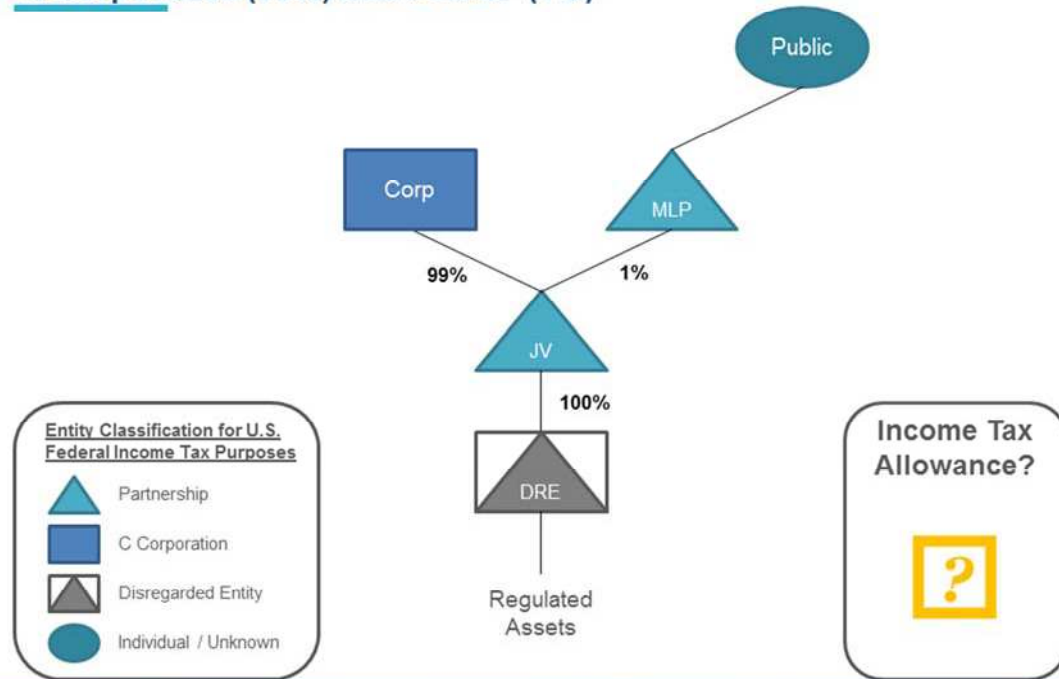 Public
Corp
MLP
99%
1%
JV
100%
DRE
Regulated
Assets
Entity Classification for U.S.
Federal Income Tax Purposes
Partnership
C Corporation
Disregarded Entity
Individual / Unknown
Income Tax
Allowance?
?